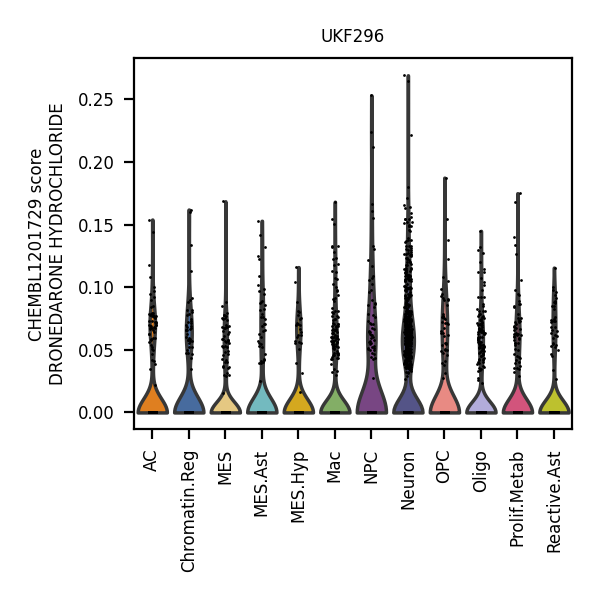 UKF296
CHEMBL1201729 score
DRONEDARONE HYDROCHLORIDE
0.25
0.20
0.15
0.10
0.05
0.00
AC
Chromatin.Reg
MES
MES.Ast
MES.Hyp
Mac
NPC
Neuron
OPC
Oligo
Prolif.Metab
Reactive.Ast